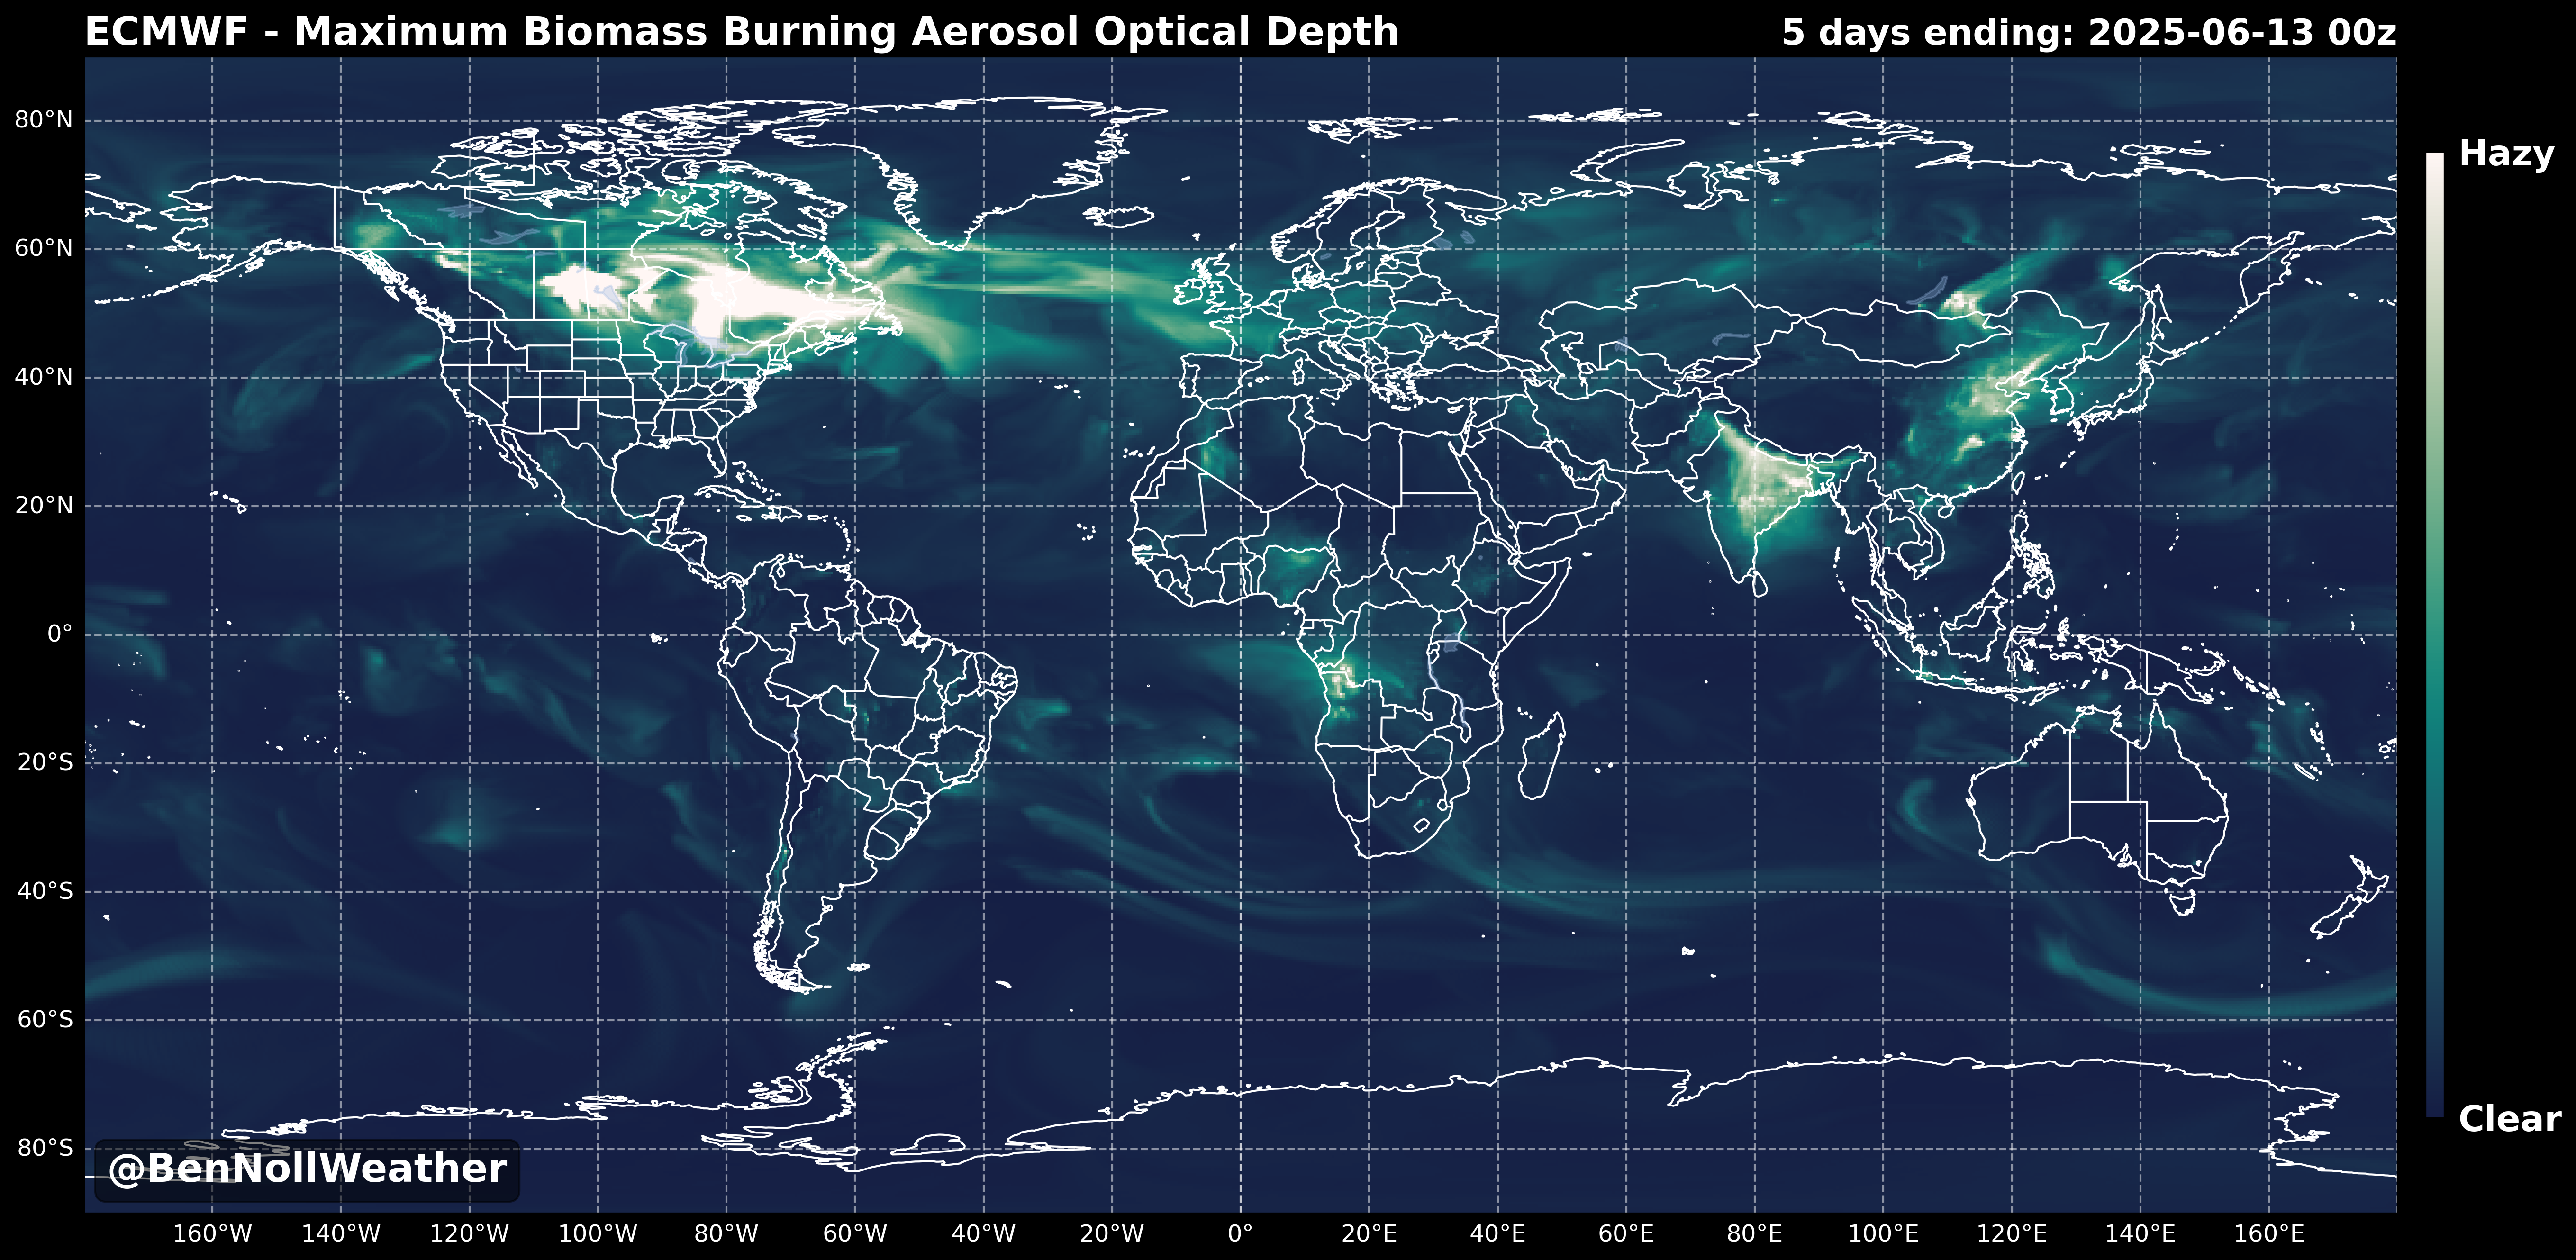 ECMWF - Maximum Biomass Burning Aerosol Optical Depth
5 days ending: 2025-06-13 00z
80°N
60°N
40°N
20°N
0°
20°S
40°S
60°S
80°S
Hazy
Clear
@BenNollWeather
160°W 140°W 120°W 100°W 80°W 60°W 40°W 20°W 0° 20°E 40°E 60°E 80°E 100°E 120°E 140°E 160°E